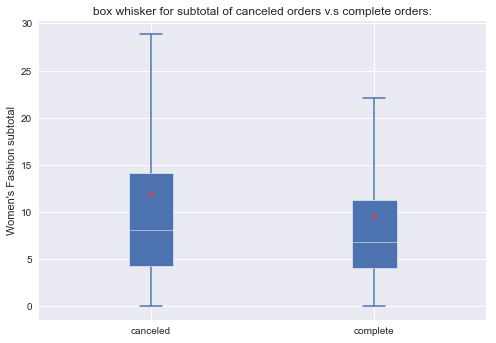 box whisker for subtotal of canceled orders v.s complete orders:
Women's Fashion subtotal
30
25
20
15
10
5
0
canceled complete